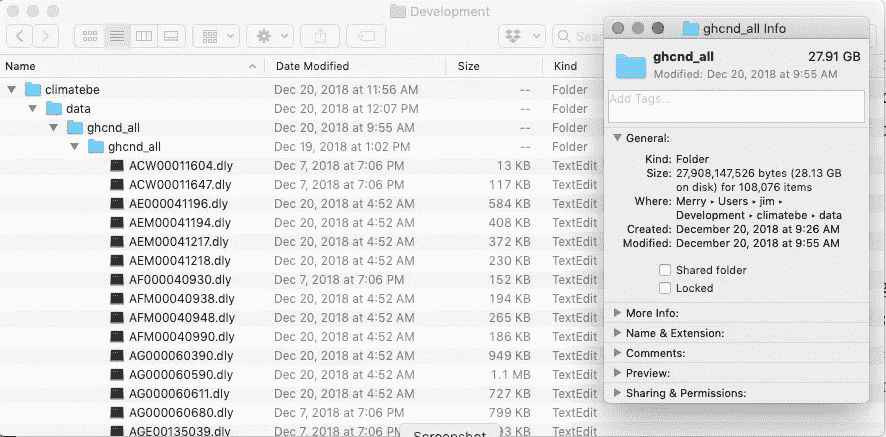 Development
Sea
Name Date Modified Size Kind
climatebe Dec 20, 2018 at 11:56 AM -- Folder
data Dec 20, 2018 at 12:07 PM -- Folder
ghcnd_all Dec 20, 2018 at 9:55 AM -- Folder
ghcnd_all Dec 19, 2018 at 1:02 PM -- Folder
ACW00011604.dly Dec 7, 2018 at 7:06 PM 13 KB TextEdit
ACW00011647.dly Dec 7, 2018 at 7:06 PM 117 KB TextEdit
AE000041196.dly Dec 20, 2018 at 4:52 AM 584 KB TextEdit
AEM00041194.dly Dec 20, 2018 at 4:52 AM 408 KB TextEdit
AEM00041217.dly Dec 20, 2018 at 4:52 AM 372 KB TextEdit
AEM00041218.dly Dec 20, 2018 at 4:52 AM 230 KB TextEdit
AF000040930.dly Dec 7, 2018 at 7:06 PM 152 KB TextEdit
AFM00040938.dly Dec 20, 2018 at 4:52 AM 194 KB TextEdit
AFM00040948.dly Dec 20, 2018 at 4:52 AM 265 KB TextEdit
AFM00040990.dly Dec 20, 2018 at 4:52 AM 186 KB TextEdit
AG000060390.dly Dec 20, 2018 at 4:52 AM 949 KB TextEdit
AG000060590.dly Dec 20, 2018 at 4:52 AM 1.1 MB TextEdit
AG000060611.dly Dec 20, 2018 at 4:52 AM 727 KB TextEdit
AG000060680.dly Dec 7, 2018 at 7:06 PM 799 KB TextEdit
AGE00135039.dly Dec 7, 2018 at 7:06 PM 93 KB TextEdit
Screenshot
ghcnd_all Info
ghcnd_all 27.91 GB
Modified: Dec 20, 2018 at 9:55 AM
Add Tags...
General:
Kind: Folder
Size: 27,908,147,526 bytes (28.13 GB
on disk) for 108,076 items
Where: Merry ▸ Users ▸ jim ▸
Development ▸ climatebe ▸ data
Created: December 20, 2018 at 9:26 AM
Modified: December 20, 2018 at 9:55 AM
Shared folder
Locked
More Info:
Name & Extension:
Comments:
Preview:
Sharing & Permissions: